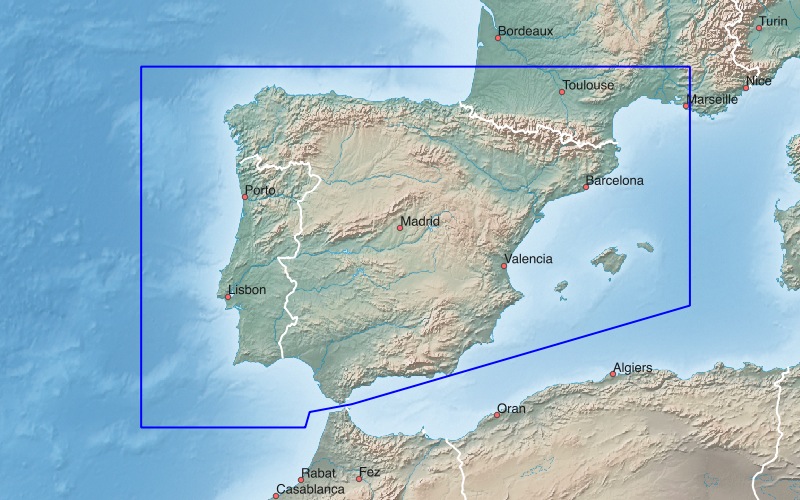 Turin
Bordeaux
Nice
Toulouse
Marseille
Barcelona
Porto
Madrid
Valencia
Lisbon
Algiers
Oran
Rabat
Fez
Casablanca